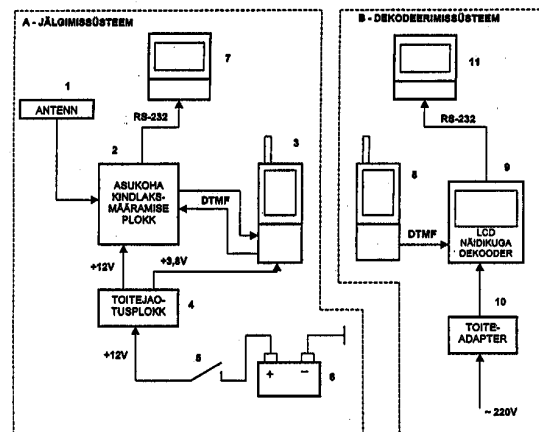 A - JÄLGIMISSÜSTEEM
B - DEKODEERIMISSÜSTEEM
7
11
1
ANTENN
RS-232
RS-232
2
3
8
9
ASUKOHA
KINDLAKS-
MÄÄRAMISE
PLOKK
DTMF
DTMF
LCD
NÄIDIKUGA
DEKOODER
+12V
+3,8V
TOITEJAO-
TUSPLOKK
4
10
TOITE-
ADAPTER
+12V
5
+ −
6
~ 220V